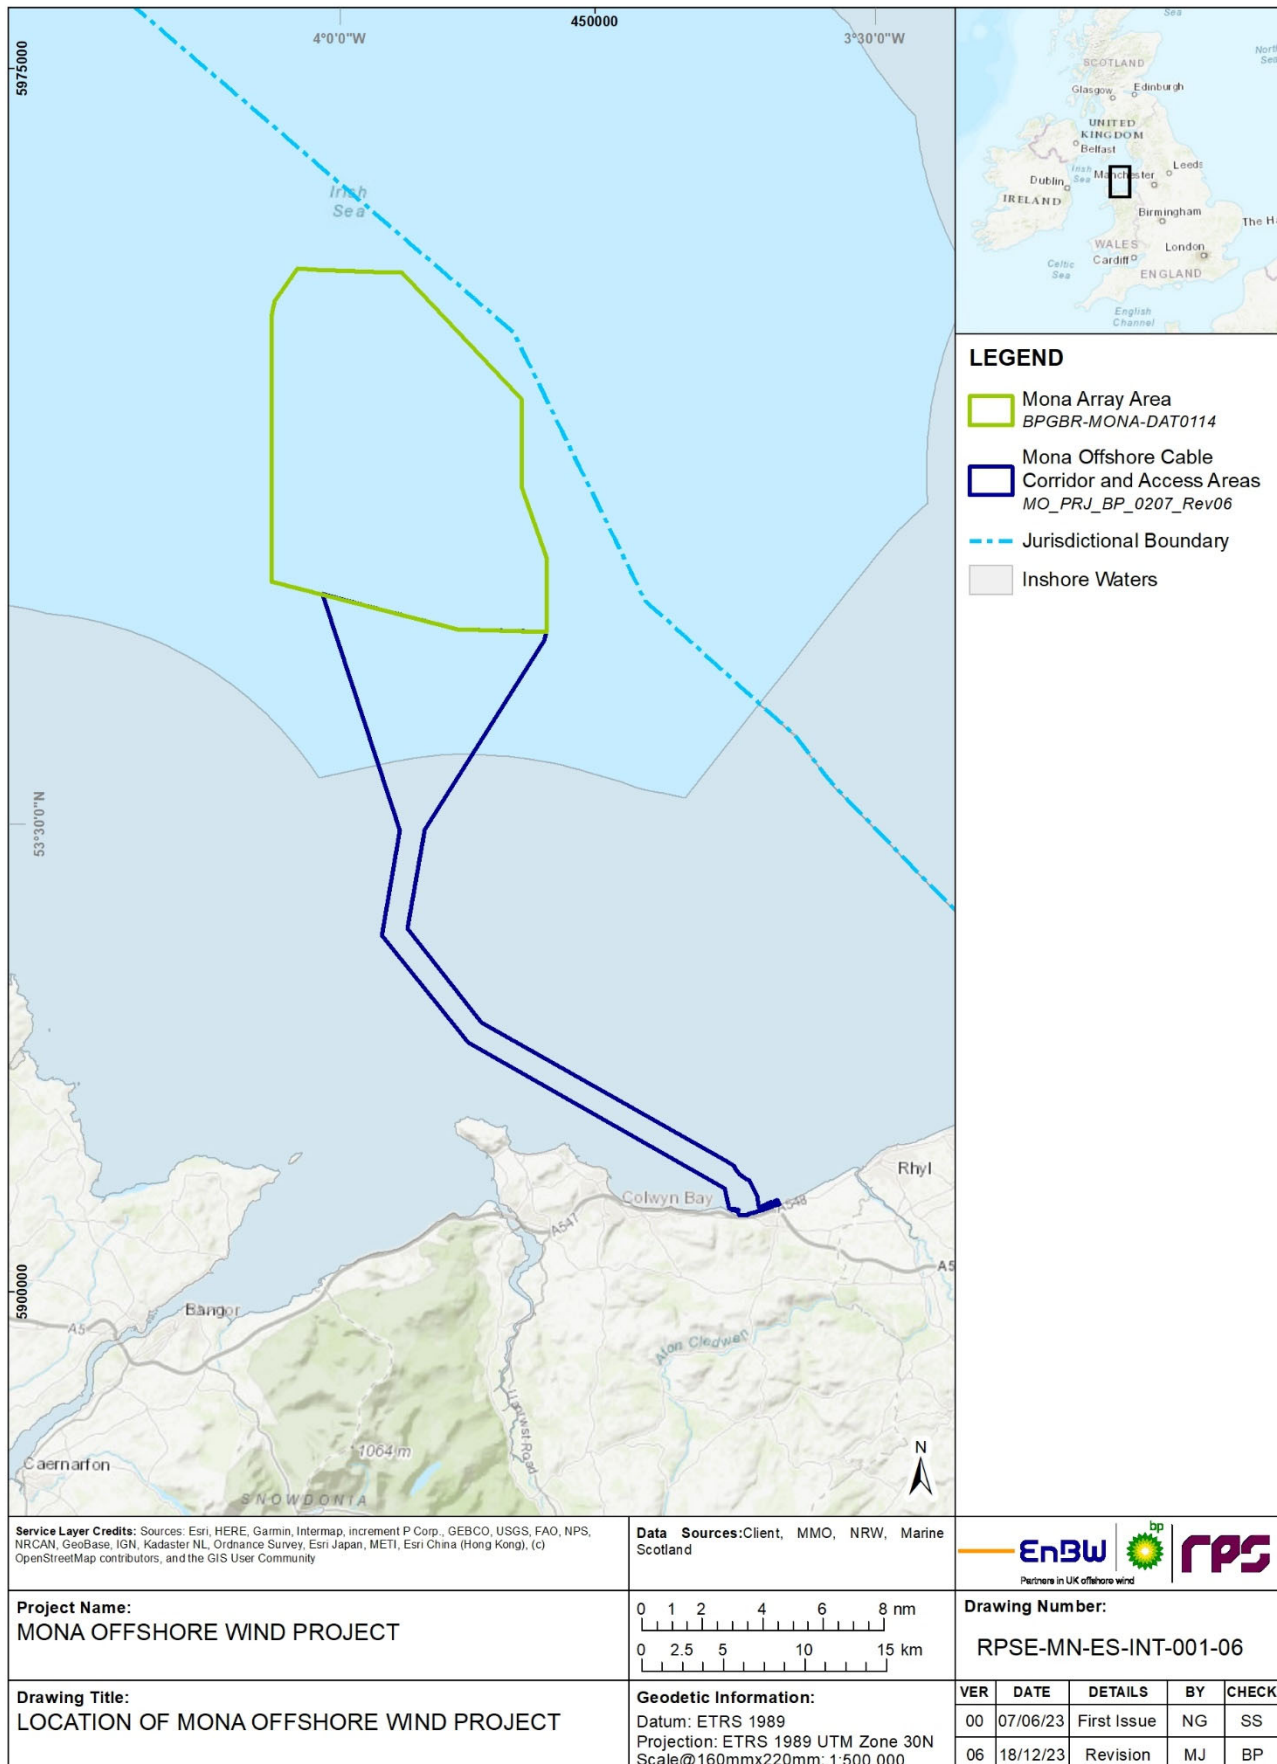 450000
4°0'0"W
3°30'0"W
5975000
Irish
Sea
53°30'0"N
Rhyl
Colwyn Bay
A548
A547
5900000
Bangor
A5
Afon Cledwen
1064 m
Llanrwst Road
Caernarfon
SNOWDONIA
N
Sea
SCOTLAND
Glasgow
Edinburgh
UNITED
KINGDOM
Belfast
Irish
Sea
Manchester
Leeds
Dublin
IRELAND
Birmingham
WALES
London
Cardiff
Celtic
Sea
ENGLAND
English
Channel
LEGEND
Mona Array Area
BPGBR-MONA-DAT0114
Mona Offshore Cable
Corridor and Access Areas
MO_PRJ_BP_0207_Rev06
Jurisdictional Boundary
Inshore Waters
Service Layer Credits: Sources: Esri, HERE, Garmin, Intermap, increment P Corp., GEBCO, USGS, FAO, NPS,
NRCAN, GeoBase, IGN, Kadaster NL, Ordnance Survey, Esri Japan, METI, Esri China (Hong Kong), (c)
OpenStreetMap contributors, and the GIS User Community
Data Sources:Client, MMO, NRW, Marine
Scotland
EnBW
bp
rps
Partners in UK offshore wind
Project Name:
MONA OFFSHORE WIND PROJECT
0 1 2 4 6 8 nm
0 2.5 5 10 15 km
Drawing Number:
RPSE-MN-ES-INT-001-06
Drawing Title:
LOCATION OF MONA OFFSHORE WIND PROJECT
Geodetic Information:
Datum: ETRS 1989
Projection: ETRS 1989 UTM Zone 30N
Scale@160mmx220mm: 1:500,000
VER DATE DETAILS BY CHECK
00 07/06/23 First Issue NG SS
06 18/12/23 Revision MJ BP